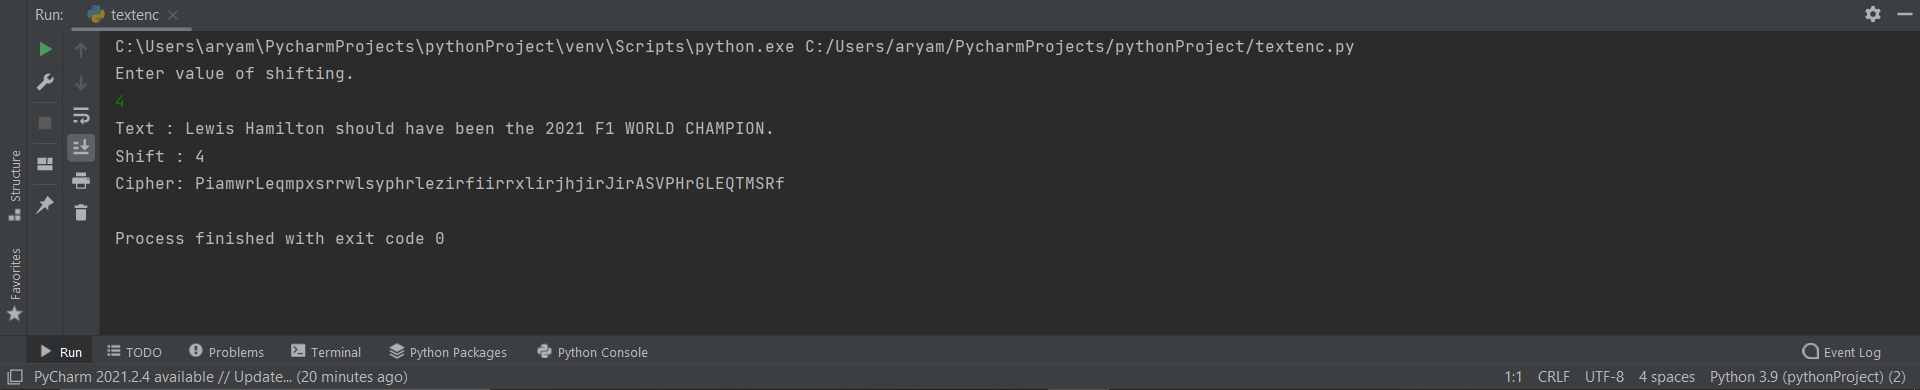 Run: textenc
C:\Users\aryam\PycharmProjects\pythonProject\venv\Scripts\python.exe C:/Users/aryam/PycharmProjects/pythonProject/textenc.py
Enter value of shifting.
4
Text : Lewis Hamilton should have been the 2021 F1 WORLD CHAMPION.
Shift : 4
Cipher: PiamwrLeqmpxsrrwlsyphrlezirfiirrxlirjhjirJirASVPHrGLEQTMSRf
Process finished with exit code 0
Structure
Favorites
Run TODO Problems Terminal Python Packages Python Console Event Log
PyCharm 2021.2.4 available // Update... (20 minutes ago) 1:1 CRLF UTF-8 4 spaces Python 3.9 (pythonProject) (2)